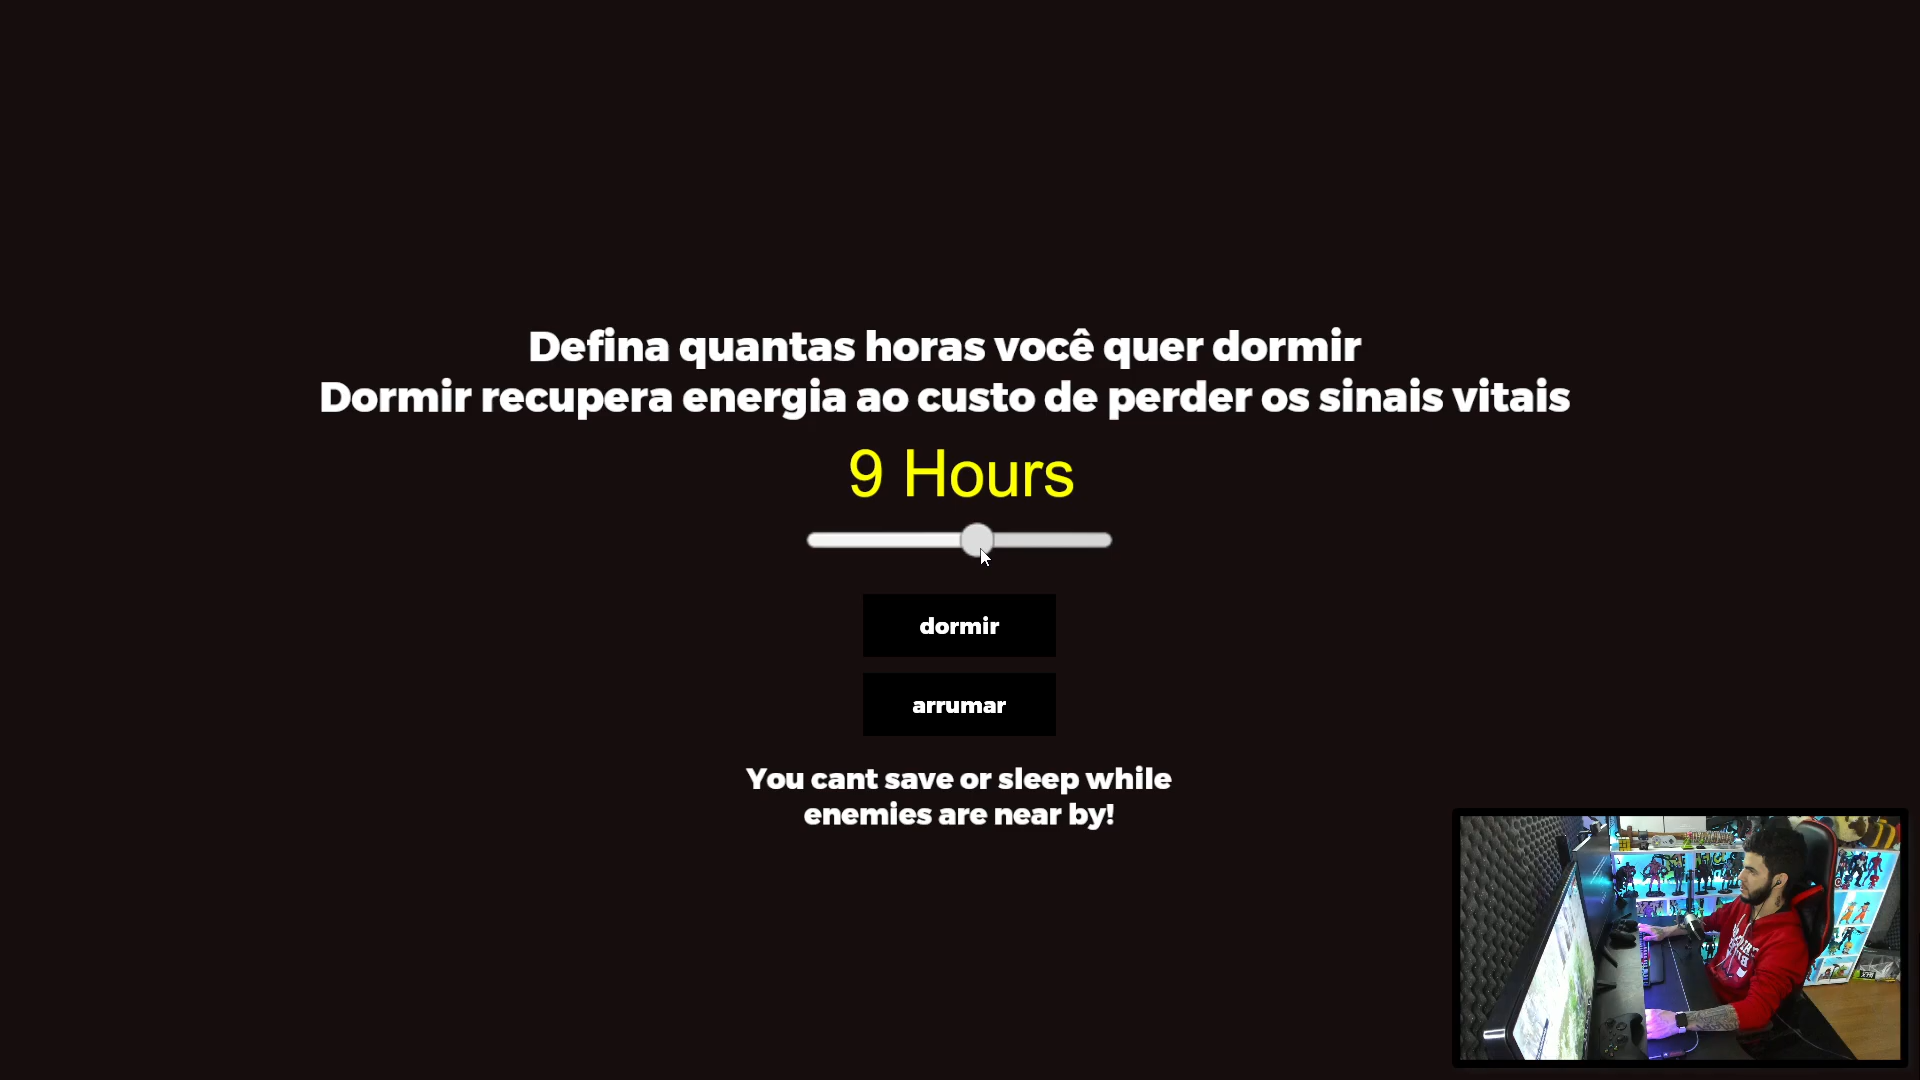 Defina quantas horas você quer dormir
Dormir recupera energia ao custo de perder os sinais vitais
9 Hours
dormir
arrumar
You cant save or sleep while
enemies are near by!